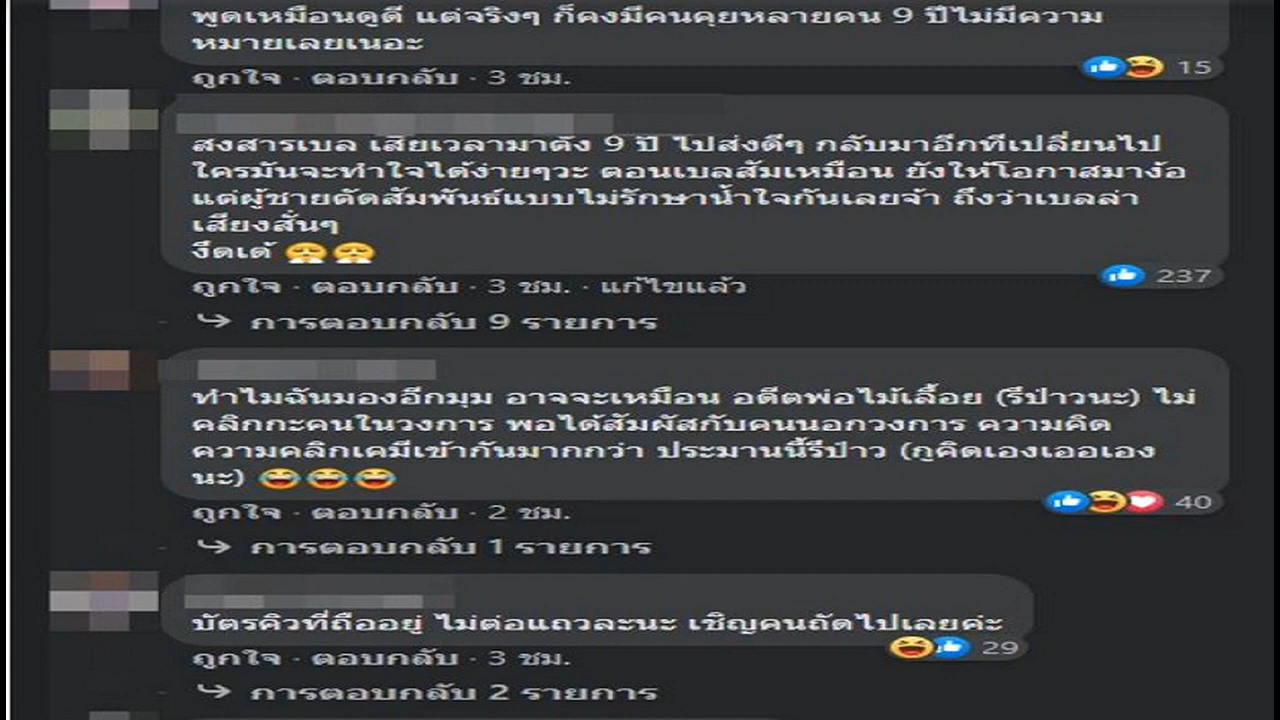 พูดเหมือนดูดี แต่จริงๆ ก็คงมีคนคุยหลายคน 9 ปีไม่มีความ
หมายเลยเนอะ
15
ถูกใจ · ตอบกลับ · 3 ชม.
สงสารเบล เสียเวลามาตั้ง 9 ปี ไปส่งดีๆ กลับมาอีกทีเปลี่ยนไป
ใครมันจะทำใจได้ง่ายๆวะ ตอนเบลสัมเหมือน ยังให้โอกาสมาง้อ
แต่ผู้ชายตัดสัมพันธ์แบบไม่รักษาน้ำใจกันเลยจ้า ถึงว่าเบลล่า
เสียงสั่นๆ
งึดเด้ 😤😤
237
ถูกใจ · ตอบกลับ · 3 ชม. · แก้ไขแล้ว
การตอบกลับ 9 รายการ
ทำไมฉันมองอีกมุม อาจจะเหมือน อดีตพ่อไม้เลื้อย (รึป่าวนะ) ไม่
คลิกกะคนในวงการ พอได้สัมผัสกับคนนอกวงการ ความคิด
ความคลิกเคมีเข้ากันมากกว่า ประมานนี้รึป่าว (กูคิดเองเออเอง
นะ) 😂😂😂
40
ถูกใจ · ตอบกลับ · 2 ชม.
การตอบกลับ 1 รายการ
บัตรคิวที่ถืออยู่ ไม่ต่อแถวละนะ เชิญคนถัดไปเลยค่ะ
29
ถูกใจ · ตอบกลับ · 3 ชม.
การตอบกลับ 2 รายการ